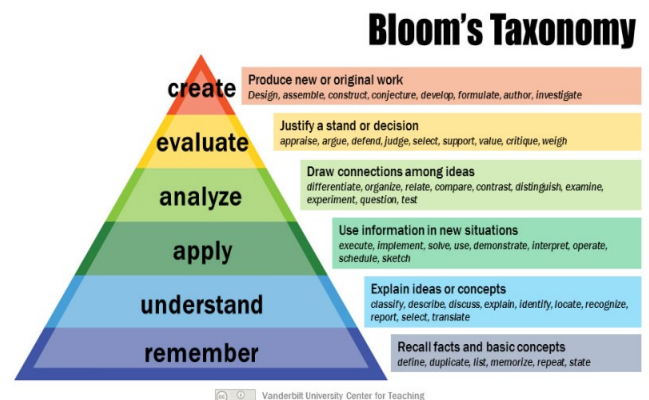 Bloom's Taxonomy
create
Produce new or original work
Design, assemble, construct, conjecture, develop, formulate, author, investigate
evaluate
Justify a stand or decision
appraise, argue, defend, judge, select, support, value, critique, weigh
analyze
Draw connections among ideas
differentiate, organize, relate, compare, contrast, distinguish, examine,
experiment, question, test
apply
Use information in new situations
execute, implement, solve, use, demonstrate, interpret, operate,
schedule, sketch
understand
Explain ideas or concepts
classify, describe, discuss, explain, identify, locate, recognize,
report, select, translate
remember
Recall facts and basic concepts
define, duplicate, list, memorize, repeat, state
cc Vanderbilt University Center for Teaching